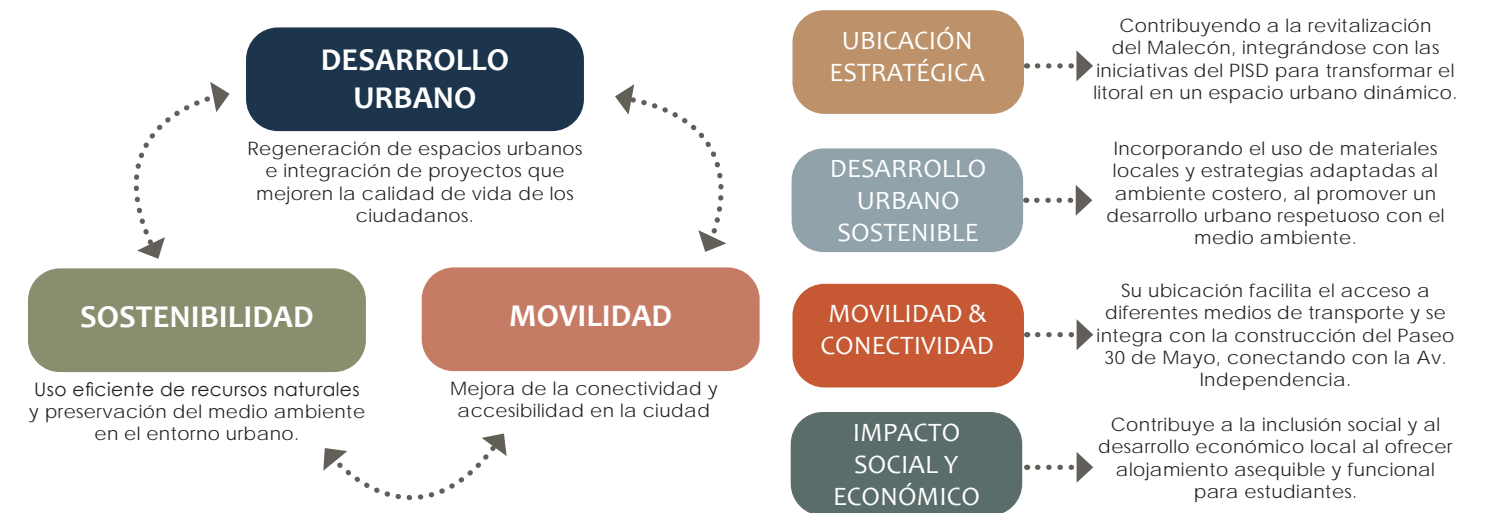 DESARROLLO
URBANO
Regeneración de espacios urbanos
e integración de proyectos que
mejoren la calidad de vida de los
ciudadanos.
SOSTENIBILIDAD
Uso eficiente de recursos naturales
y preservación del medio ambiente
en el entorno urbano.
MOVILIDAD
Mejora de la conectividad y
accesibilidad en la ciudad
UBICACIÓN
ESTRATÉGICA
Contribuyendo a la revitalización
del Malecón, integrándose con las
iniciativas del PISD para transformar el
litoral en un espacio urbano dinámico.
DESARROLLO
URBANO
SOSTENIBLE
Incorporando el uso de materiales
locales y estrategias adaptadas al
ambiente costero, al promover un
desarrollo urbano respetuoso con el
medio ambiente.
MOVILIDAD &
CONECTIVIDAD
Su ubicación facilita el acceso a
diferentes medios de transporte y se
integra con la construcción del Paseo
30 de Mayo, conectando con la Av.
Independencia.
IMPACTO
SOCIAL Y
ECONÓMICO
Contribuye a la inclusión social y al
desarrollo económico local al ofrecer
alojamiento asequible y funcional
para estudiantes.